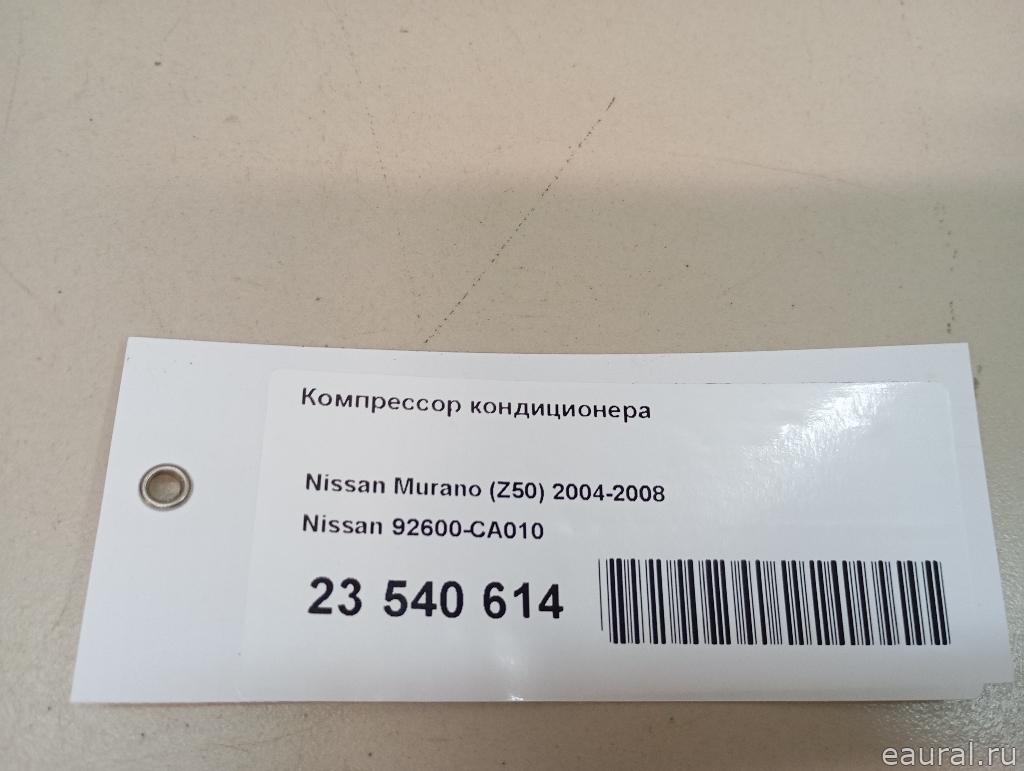 Компрессор кондиционера
Nissan Murano (Z50) 2004-2008
Nissan 92600-CA010
23 540 614
eaural.ru